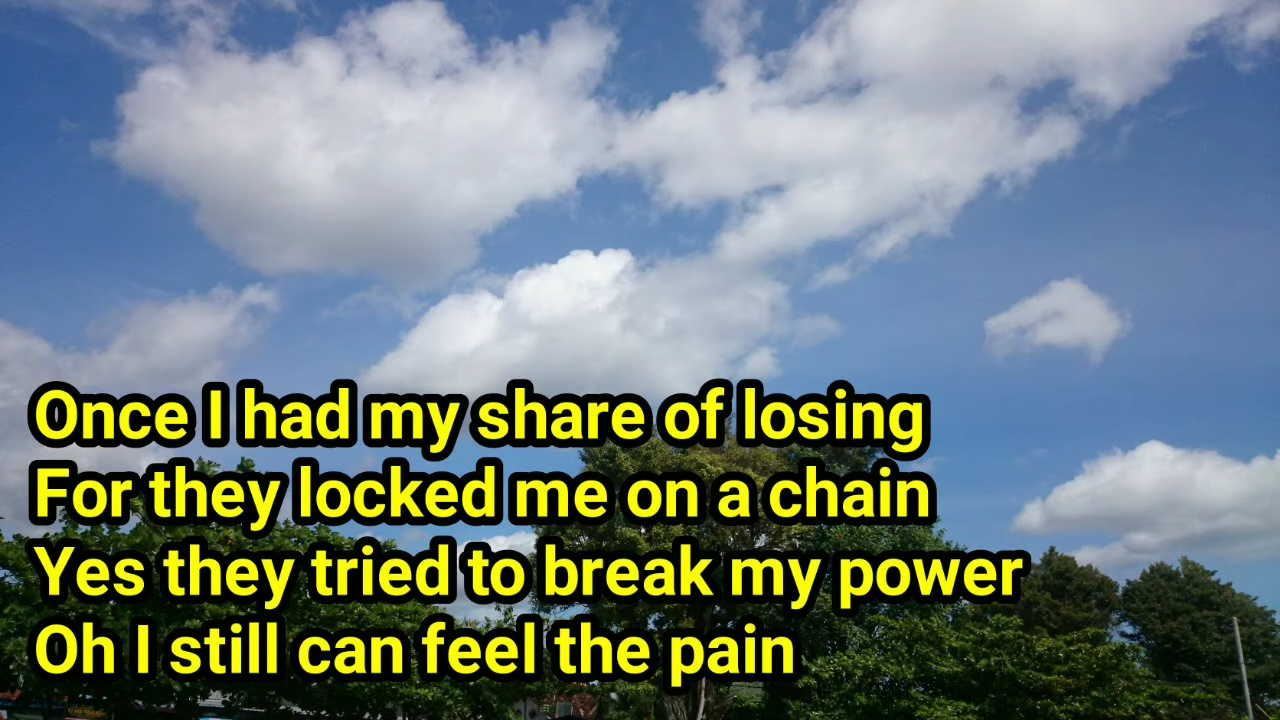 Once I had my share of losing
For they locked me on a chain
Yes they tried to break my power
Oh I still can feel the pain